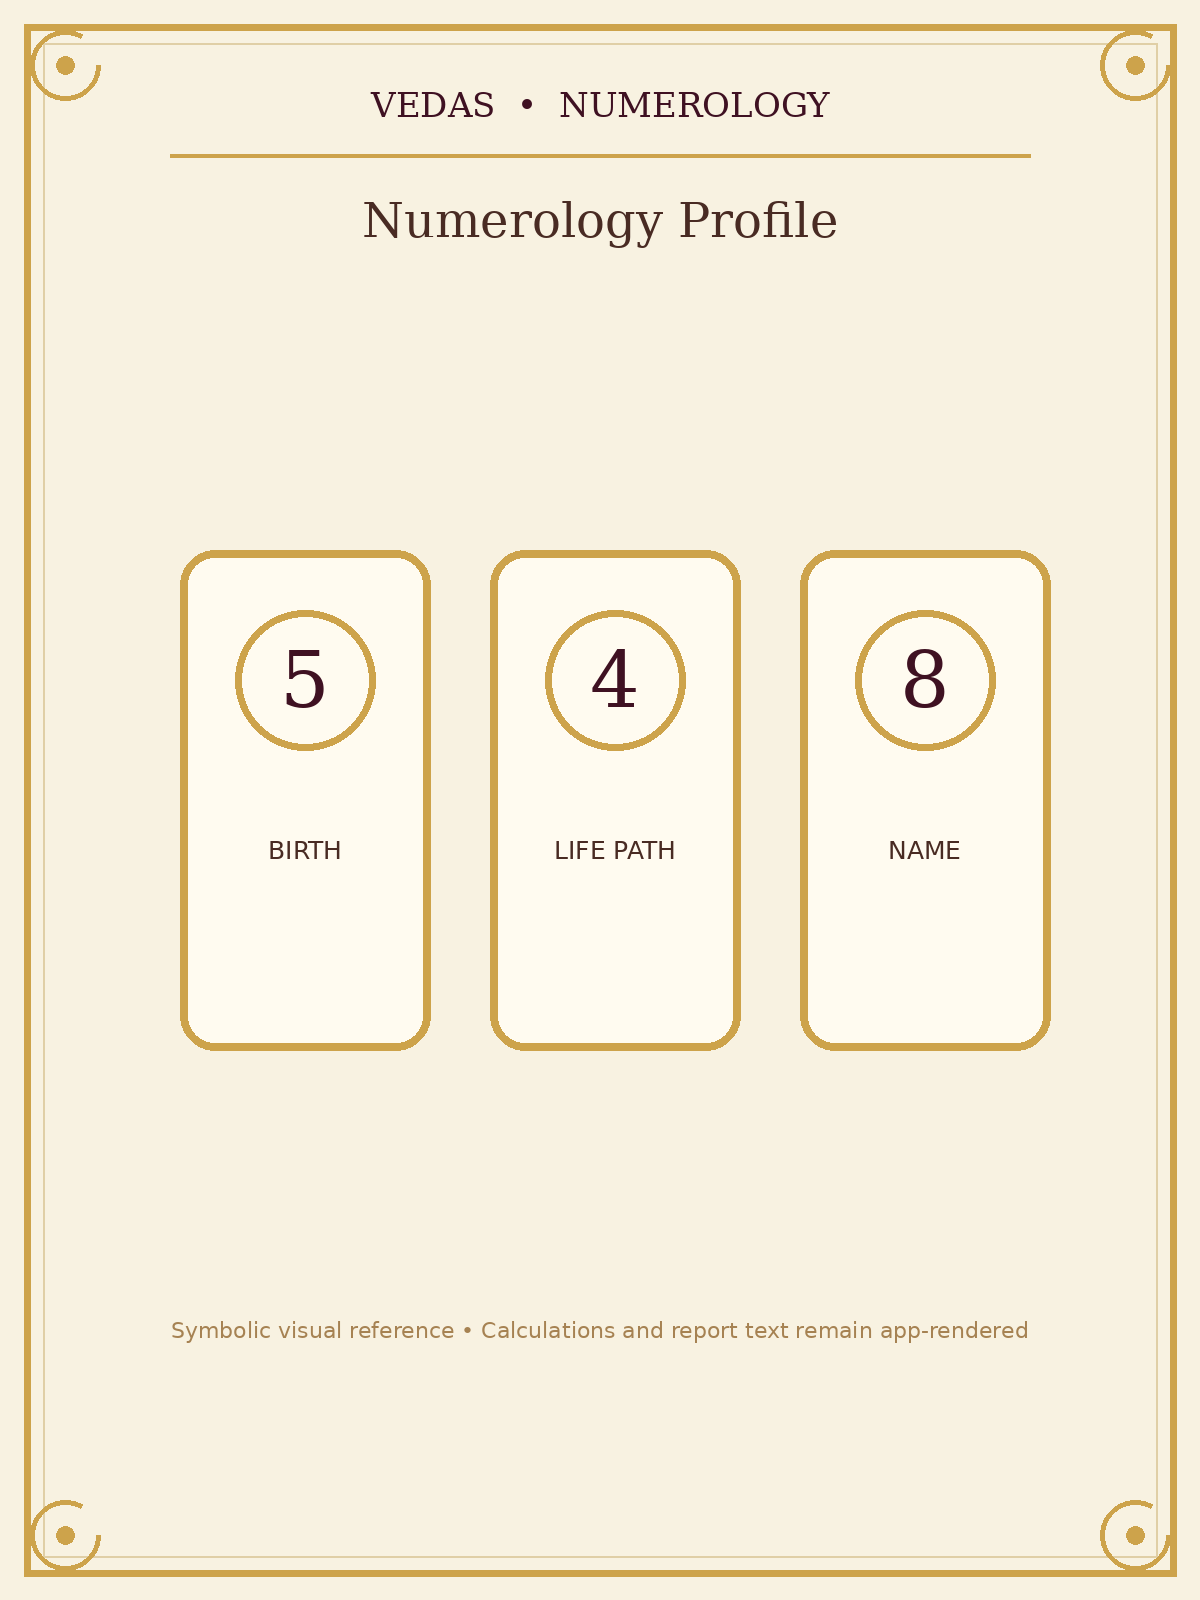 VEDAS • NUMEROLOGY
Numerology Profile
5
4
8
BIRTH
LIFE PATH
NAME
Symbolic visual reference • Calculations and report text remain app-rendered